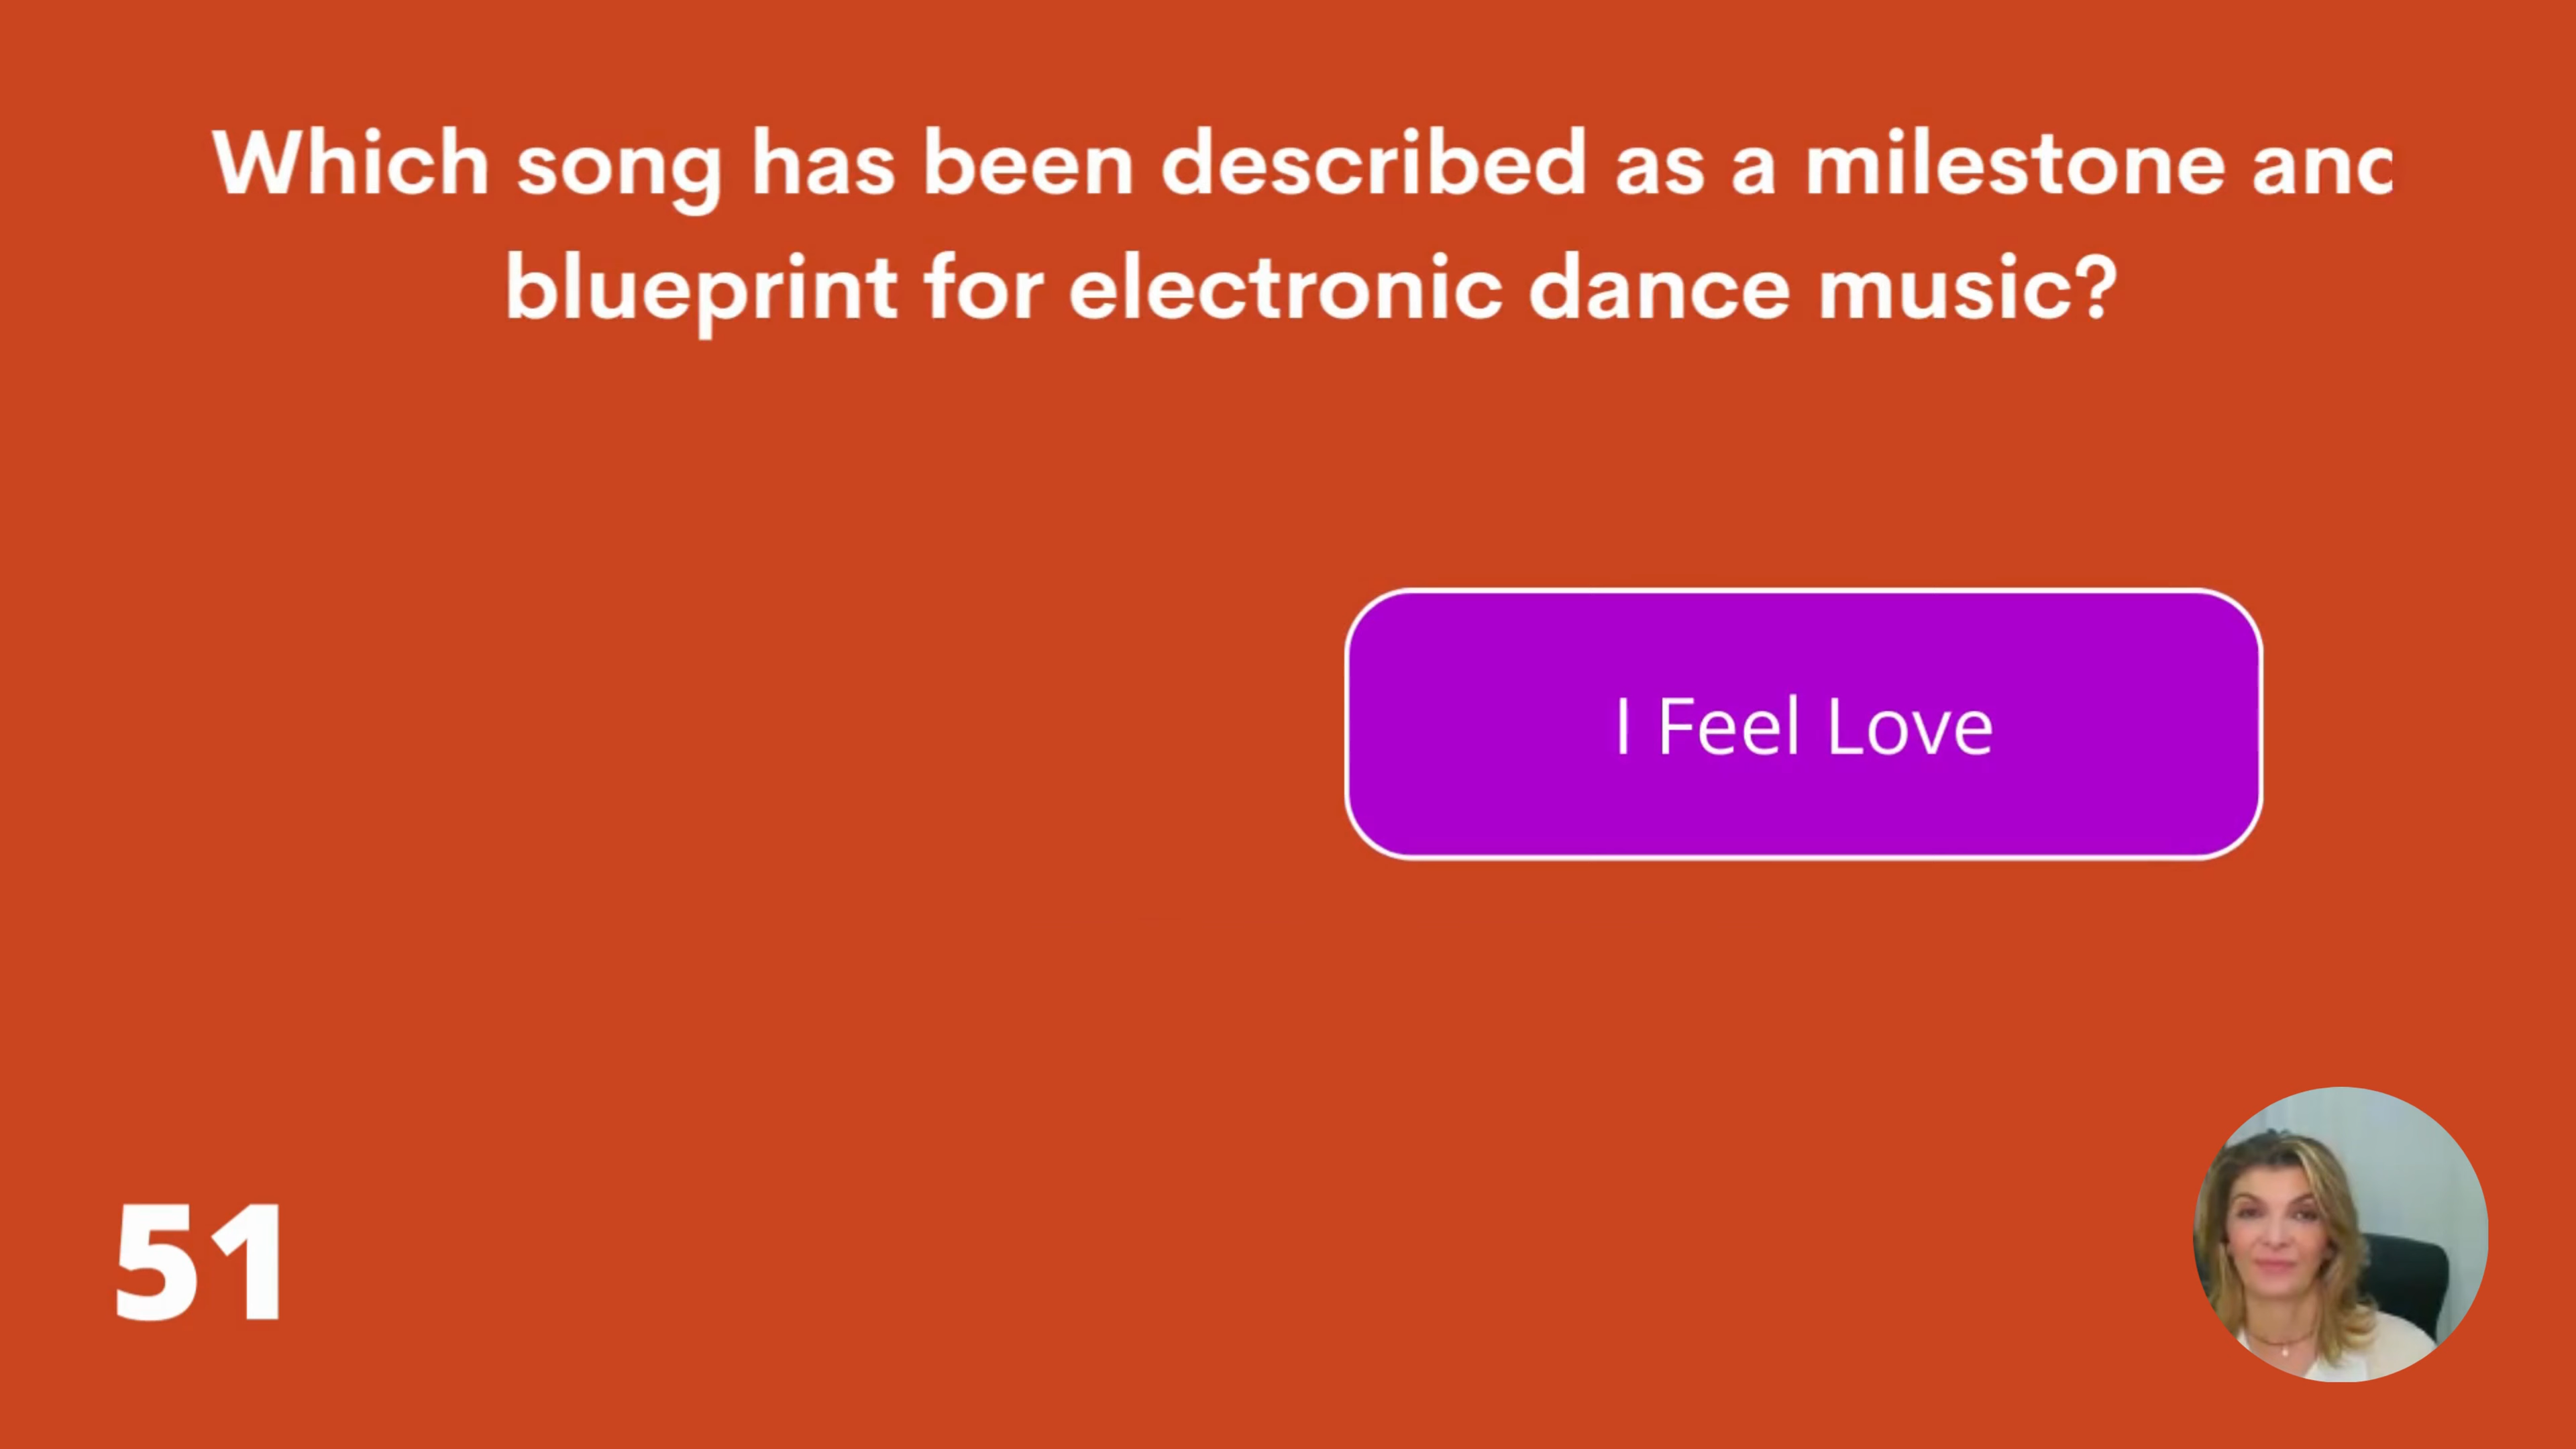 Which song has been described as a milestone and
blueprint for electronic dance music?
I Feel Love
51